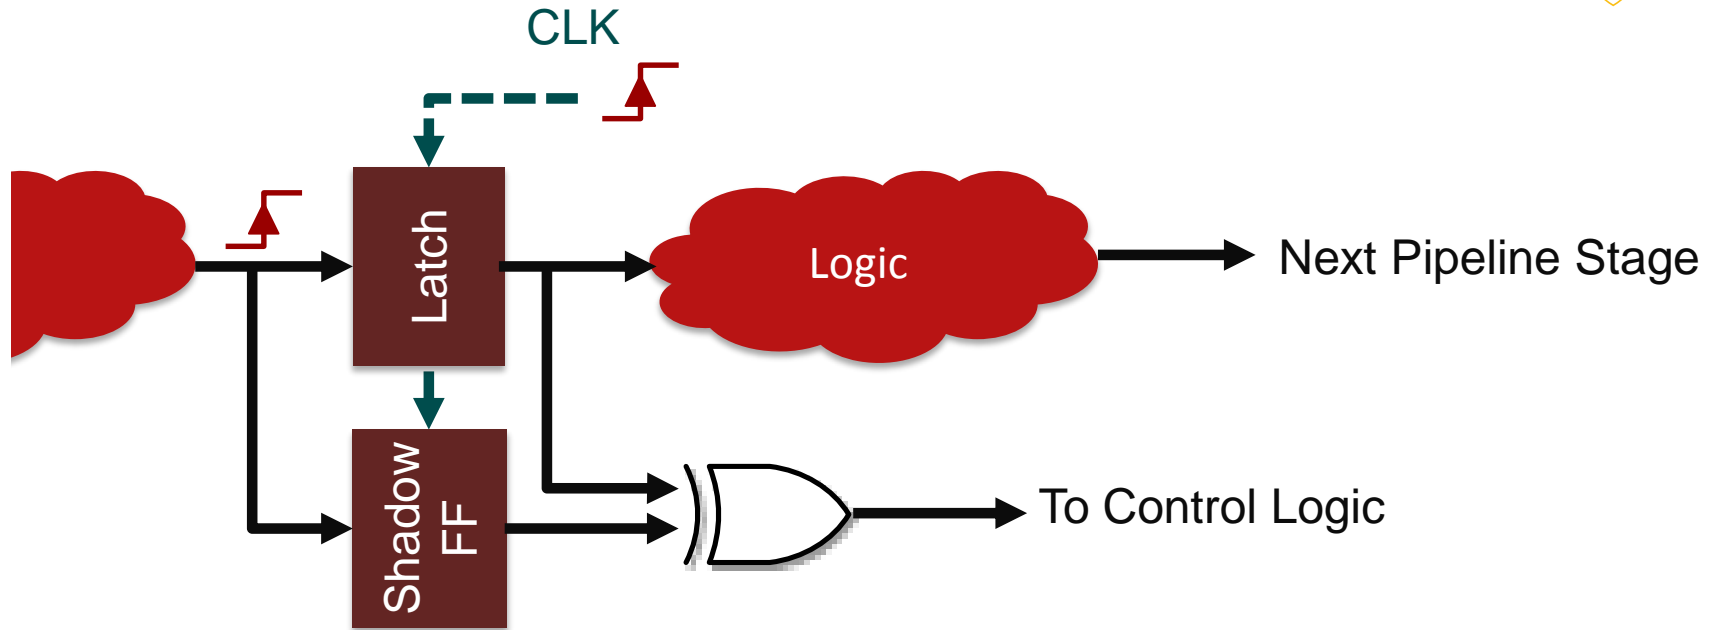 CLK
Latch
Logic
Next Pipeline Stage
Shadow
FF
To Control Logic